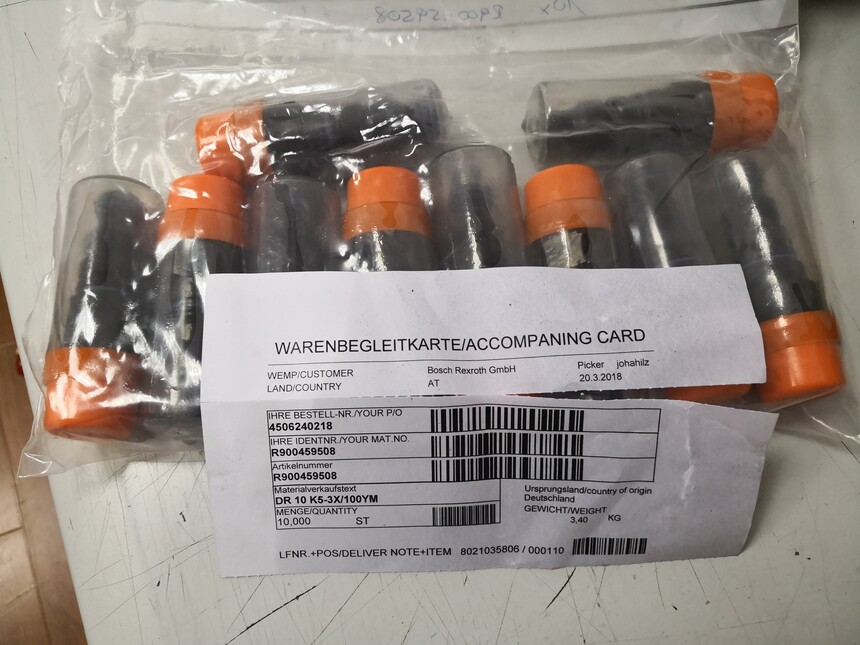 10x R900 459508
WARENBEGLEITKARTE/ACCOMPANING CARD
WEMP/CUSTOMER Bosch Rexroth GmbH Picker johahilz
LAND/COUNTRY AT 20.3.2018
IHRE BESTELL-NR./YOUR P/O
4506240218
IHRE IDENTNR./YOUR MAT.NO.
R900459508
Artikelnummer
R900459508
Materialverkaufstext
DR 10 K5-3X/100YM
MENGE/QUANTITY
10,000 ST
Ursprungsland/country of origin
Deutschland
GEWICHT/WEIGHT
3,40 KG
LFNR.+POS/DELIVER NOTE+ITEM 8021035806 / 000110